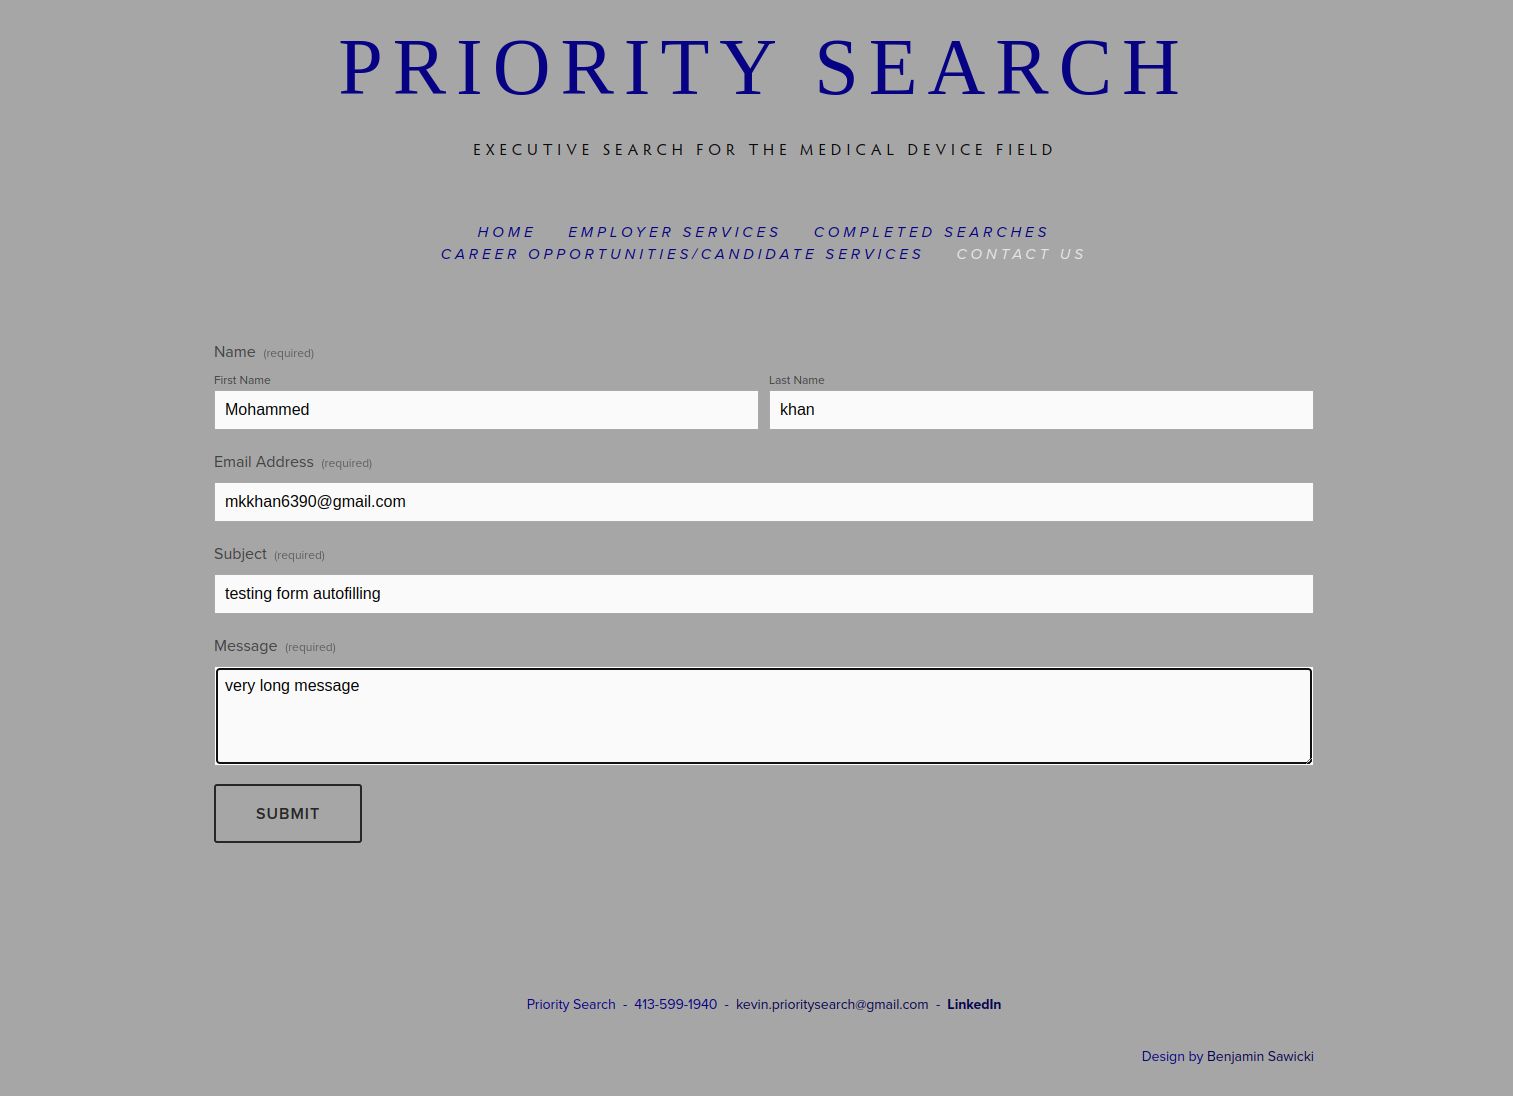 PRIORITY SEARCH
EXECUTIVE SEARCH FOR THE MEDICAL DEVICE FIELD
HOME EMPLOYER SERVICES COMPLETED SEARCHES
CAREER OPPORTUNITIES/CANDIDATE SERVICES CONTACT US
Name (required)
First Name Last Name
Mohammed khan
Email Address (required)
mkkhan6390@gmail.com
Subject (required)
testing form autofilling
Message (required)
very long message
SUBMIT
Priority Search - 413-599-1940 - kevin.prioritysearch@gmail.com - LinkedIn
Design by Benjamin Sawicki